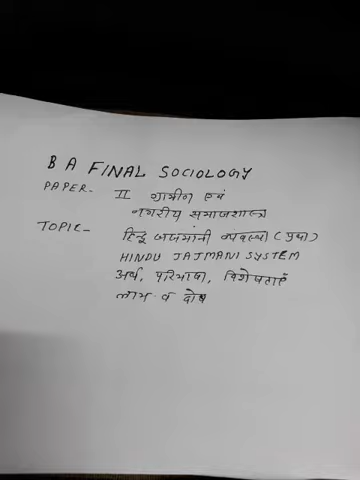 B A FINAL SOCIOLOGY
PAPER- II ग्रामीण एवं
नगरीय समाजशास्त्र
TOPIC- हिन्दू जजमानी व्यवस्था (प्रथा)
HINDU JAJMANI SYSTEM
अर्थ, परिभाषा, विशेषताएँ
लाभ व दोष